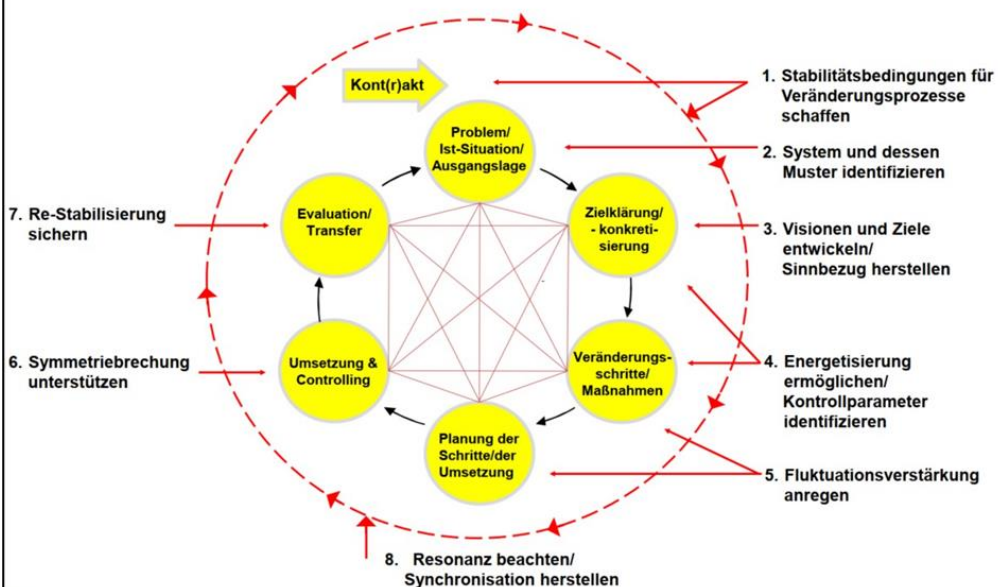 Kont(r)akt
Problem/
Ist-Situation/
Ausgangslage
Zielklärung/
- konkreti-
sierung
Veränderungs-
schritte/
Maßnahmen
Planung der
Schritte/der
Umsetzung
Umsetzung &
Controlling
Evaluation/
Transfer
1. Stabilitätsbedingungen für
Veränderungsprozesse
schaffen
2. System und dessen
Muster identifizieren
3. Visionen und Ziele
entwickeln/
Sinnbezug herstellen
4. Energetisierung
ermöglichen/
Kontrollparameter
identifizieren
5. Fluktuationsverstärkung
anregen
6. Symmetriebrechung
unterstützen
7. Re-Stabilisierung
sichern
8. Resonanz beachten/
Synchronisation herstellen